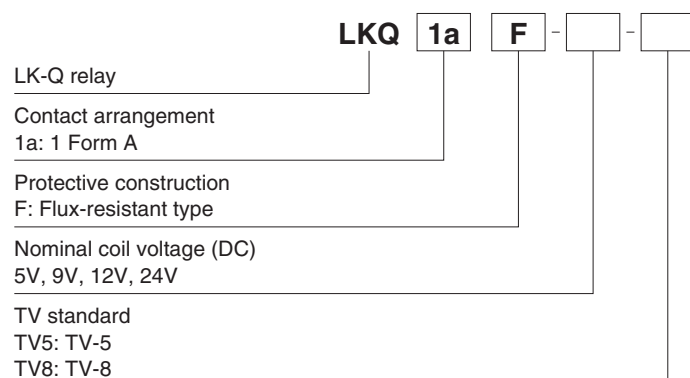 LKQ 1a F - -
LK-Q relay
Contact arrangement
1a: 1 Form A
Protective construction
F: Flux-resistant type
Nominal coil voltage (DC)
5V, 9V, 12V, 24V
TV standard
TV5: TV-5
TV8: TV-8